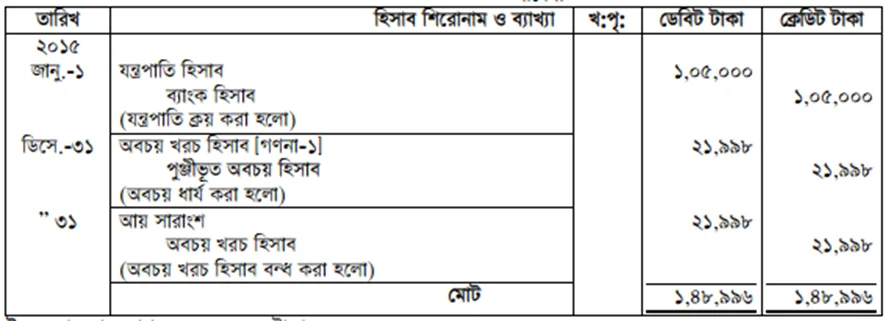 তারিখ হিসাব শিরোনাম ও ব্যাখ্যা খ:পৃ: ডেবিট টাকা ক্রেডিট টাকা
২০১৫
জানু.-১ যন্ত্রপাতি হিসাব ১,০৫,০০০
ব্যাংক হিসাব ১,০৫,০০০
(যন্ত্রপাতি ক্রয় করা হলো)
ডিসে.-৩১ অবচয় খরচ হিসাব [গণনা-১] ২১,৯৯৮
পুঞ্জীভূত অবচয় হিসাব ২১,৯৯৮
(অবচয় ধার্য করা হলো)
” ৩১ আয় সারাংশ ২১,৯৯৮
অবচয় খরচ হিসাব ২১,৯৯৮
(অবচয় খরচ হিসাব বন্ধ করা হলো)
মোট ১,৪৮,৯৯৬ ১,৪৮,৯৯৬